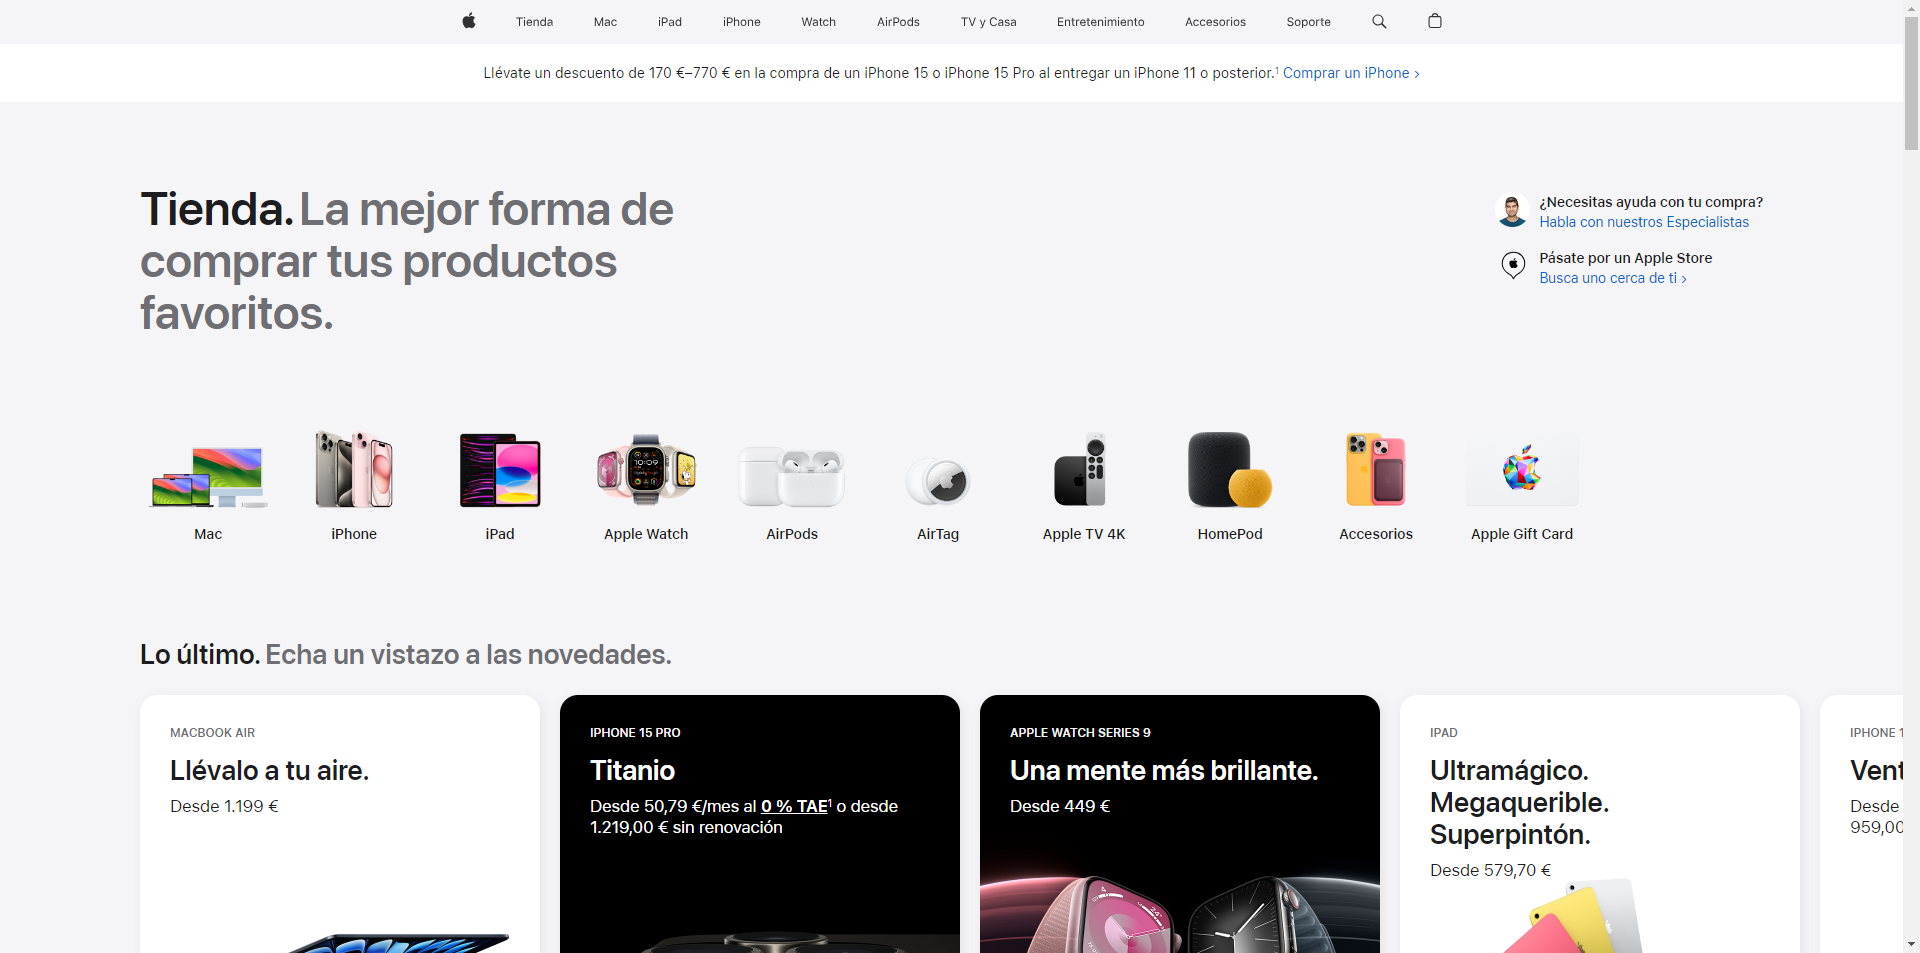 Tienda
Mac
iPad
iPhone
Watch
AirPods
TV y Casa
Entretenimiento
Accesorios
Soporte
Llévate un descuento de 170 €–770 € en la compra de un iPhone 15 o iPhone 15 Pro al entregar un iPhone 11 o posterior.¹ Comprar un iPhone >
Tienda. La mejor forma de
comprar tus productos
favoritos.
¿Necesitas ayuda con tu compra?
Habla con nuestros Especialistas
Pásate por un Apple Store
Busca uno cerca de ti >
Mac
iPhone
iPad
Apple Watch
AirPods
AirTag
Apple TV 4K
HomePod
Accesorios
Apple Gift Card
Lo último. Echa un vistazo a las novedades.
MACBOOK AIR
Llévalo a tu aire.
Desde 1.199 €
IPHONE 15 PRO
Titanio
Desde 50,79 €/mes al 0 % TAE¹ o desde
1.219,00 € sin renovación
APPLE WATCH SERIES 9
Una mente más brillante.
Desde 449 €
IPAD
Ultramágico.
Megaquerible.
Superpintón.
Desde 579,70 €
IPHONE 1
Vent
Desde
959,00